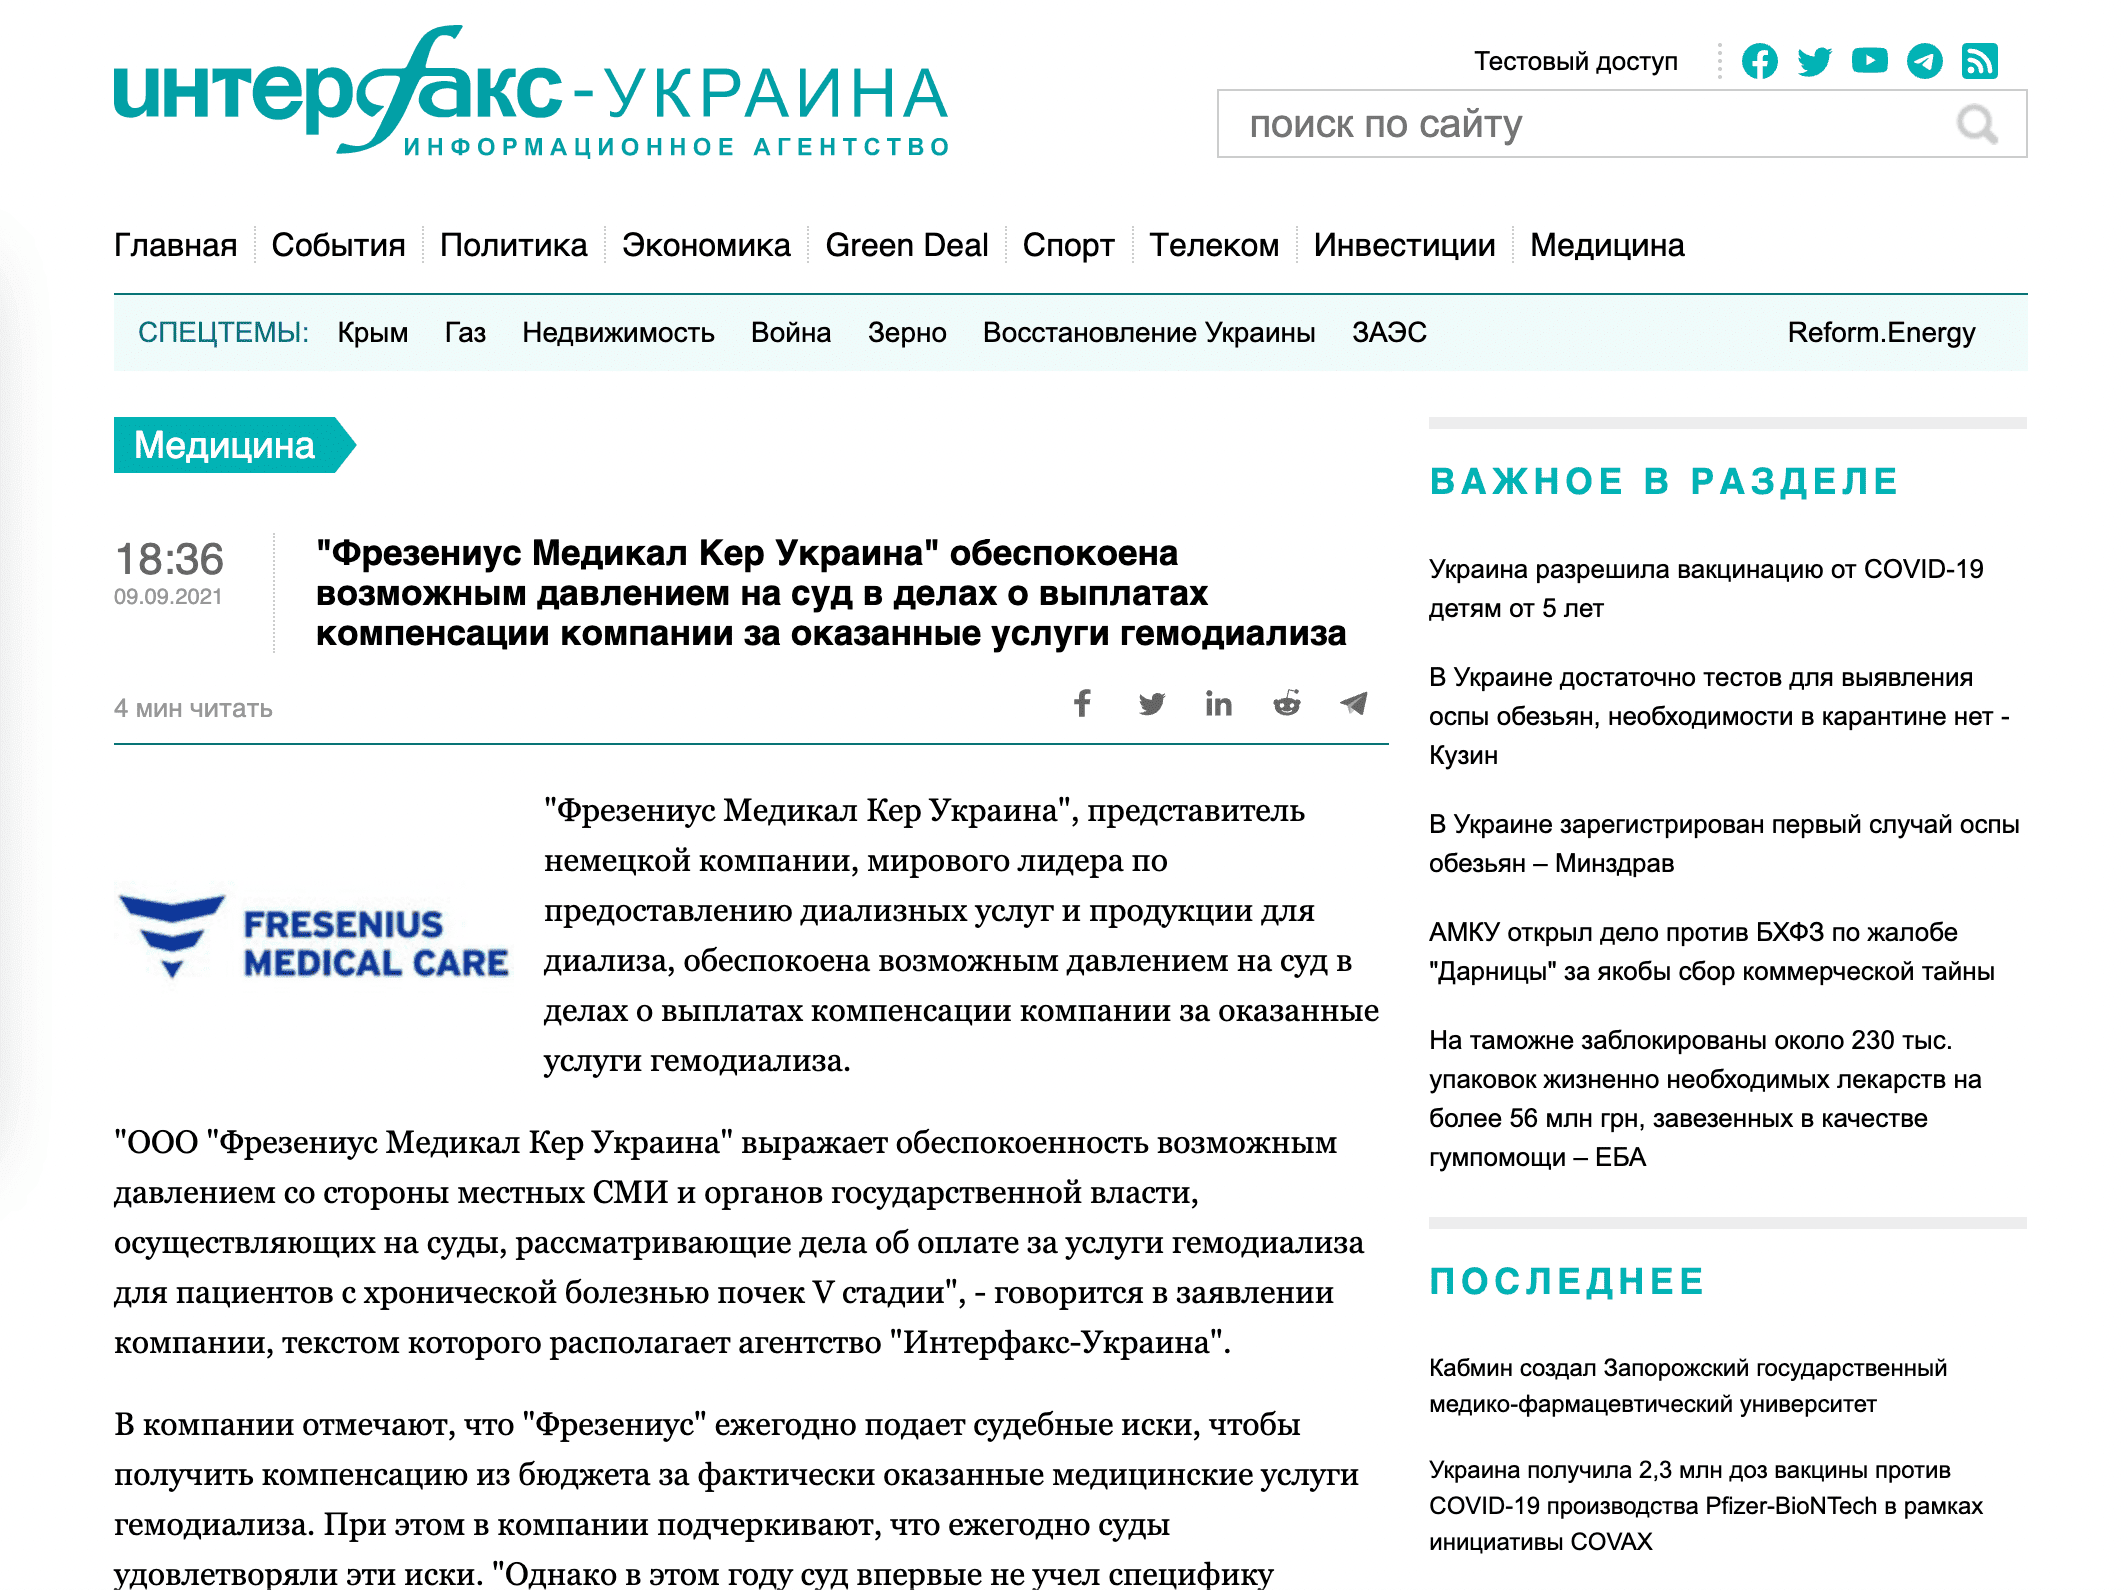 интерфакс-УКРАИНА
ИНФОРМАЦИОННОЕ АГЕНТСТВО
Тестовый доступ
поиск по сайту
Главная События Политика Экономика Green Deal Спорт Телеком Инвестиции Медицина
СПЕЦТЕМЫ: Крым Газ Недвижимость Война Зерно Восстановление Украины ЗАЭС Reform.Energy
Медицина
18:36
09.09.2021
"Фрезениус Медикал Кер Украина" обеспокоена
возможным давлением на суд в делах о выплатах
компенсации компании за оказанные услуги гемодиализа
4 мин читать
FRESENIUS
MEDICAL CARE
"Фрезениус Медикал Кер Украина", представитель
немецкой компании, мирового лидера по
предоставлению диализных услуг и продукции для
диализа, обеспокоена возможным давлением на суд в
делах о выплатах компенсации компании за оказанные
услуги гемодиализа.
"ООО "Фрезениус Медикал Кер Украина" выражает обеспокоенность возможным
давлением со стороны местных СМИ и органов государственной власти,
осуществляющих на суды, рассматривающие дела об оплате за услуги гемодиализа
для пациентов с хронической болезнью почек V стадии", - говорится в заявлении
компании, текстом которого располагает агентство "Интерфакс-Украина".
В компании отмечают, что "Фрезениус" ежегодно подает судебные иски, чтобы
получить компенсацию из бюджета за фактически оказанные медицинские услуги
гемодиализа. При этом в компании подчеркивают, что ежегодно суды
удовлетворяли эти иски. "Однако в этом году суд впервые не учел специфику
ВАЖНОЕ В РАЗДЕЛЕ
Украина разрешила вакцинацию от COVID-19
детям от 5 лет
В Украине достаточно тестов для выявления
оспы обезьян, необходимости в карантине нет -
Кузин
В Украине зарегистрирован первый случай оспы
обезьян – Минздрав
АМКУ открыл дело против БХФЗ по жалобе
"Дарницы" за якобы сбор коммерческой тайны
На таможне заблокированы около 230 тыс.
упаковок жизненно необходимых лекарств на
более 56 млн грн, завезенных в качестве
гумпомощи – ЕБА
ПОСЛЕДНЕЕ
Кабмин создал Запорожский государственный
медико-фармацевтический университет
Украина получила 2,3 млн доз вакцины против
COVID-19 производства Pfizer-BioNTech в рамках
инициативы COVAX